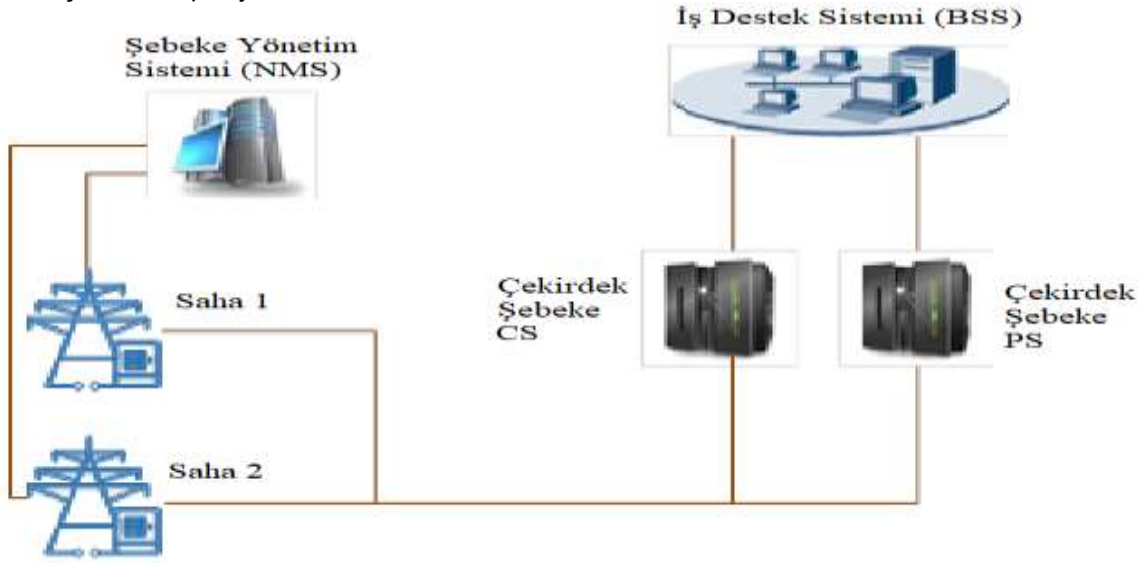 İş Destek Sistemi (BSS)
Şebeke Yönetim
Sistemi (NMS)
Saha 1
Çekirdek
Şebeke
CS
Çekirdek
Şebeke
PS
Saha 2